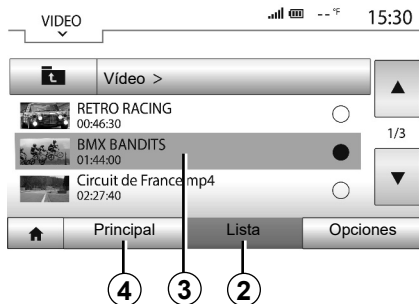 VIDEO
--°F
15:30
Vídeo >
RETRO RACING
00:46:30
1/3
BMX BANDITS
01:44:00
Circuit de France mp4
02:27:40
Principal
Lista
Opciones
4
3
2